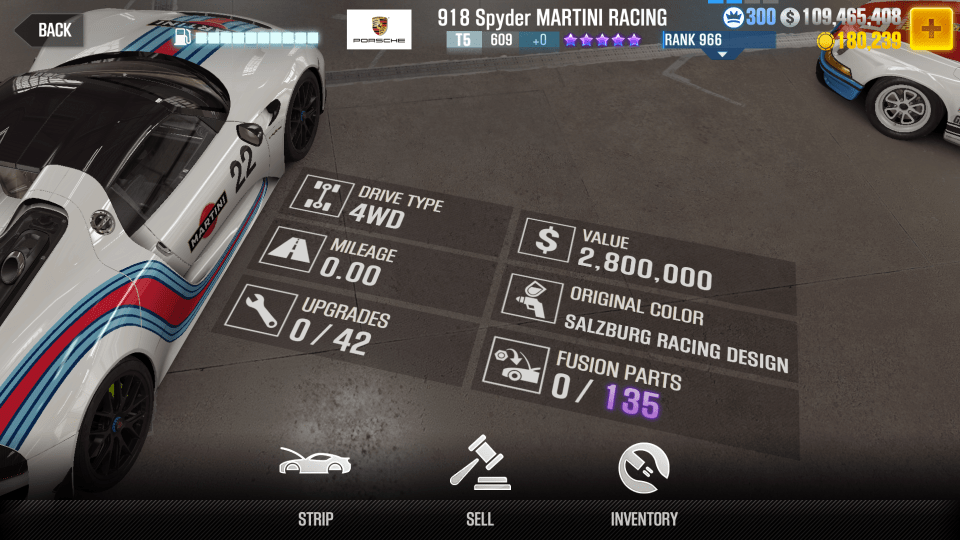 BACK
PORSCHE
918 Spyder MARTINI RACING
300
$ 109,465,408
T5 609 +0
RANK 966
180,239
22
MARTINI
DRIVE TYPE
4WD
MILEAGE
0.00
UPGRADES
0 / 42
$ VALUE
2,800,000
ORIGINAL COLOR
SALZBURG RACING DESIGN
FUSION PARTS
0 / 135
STRIP
SELL
INVENTORY